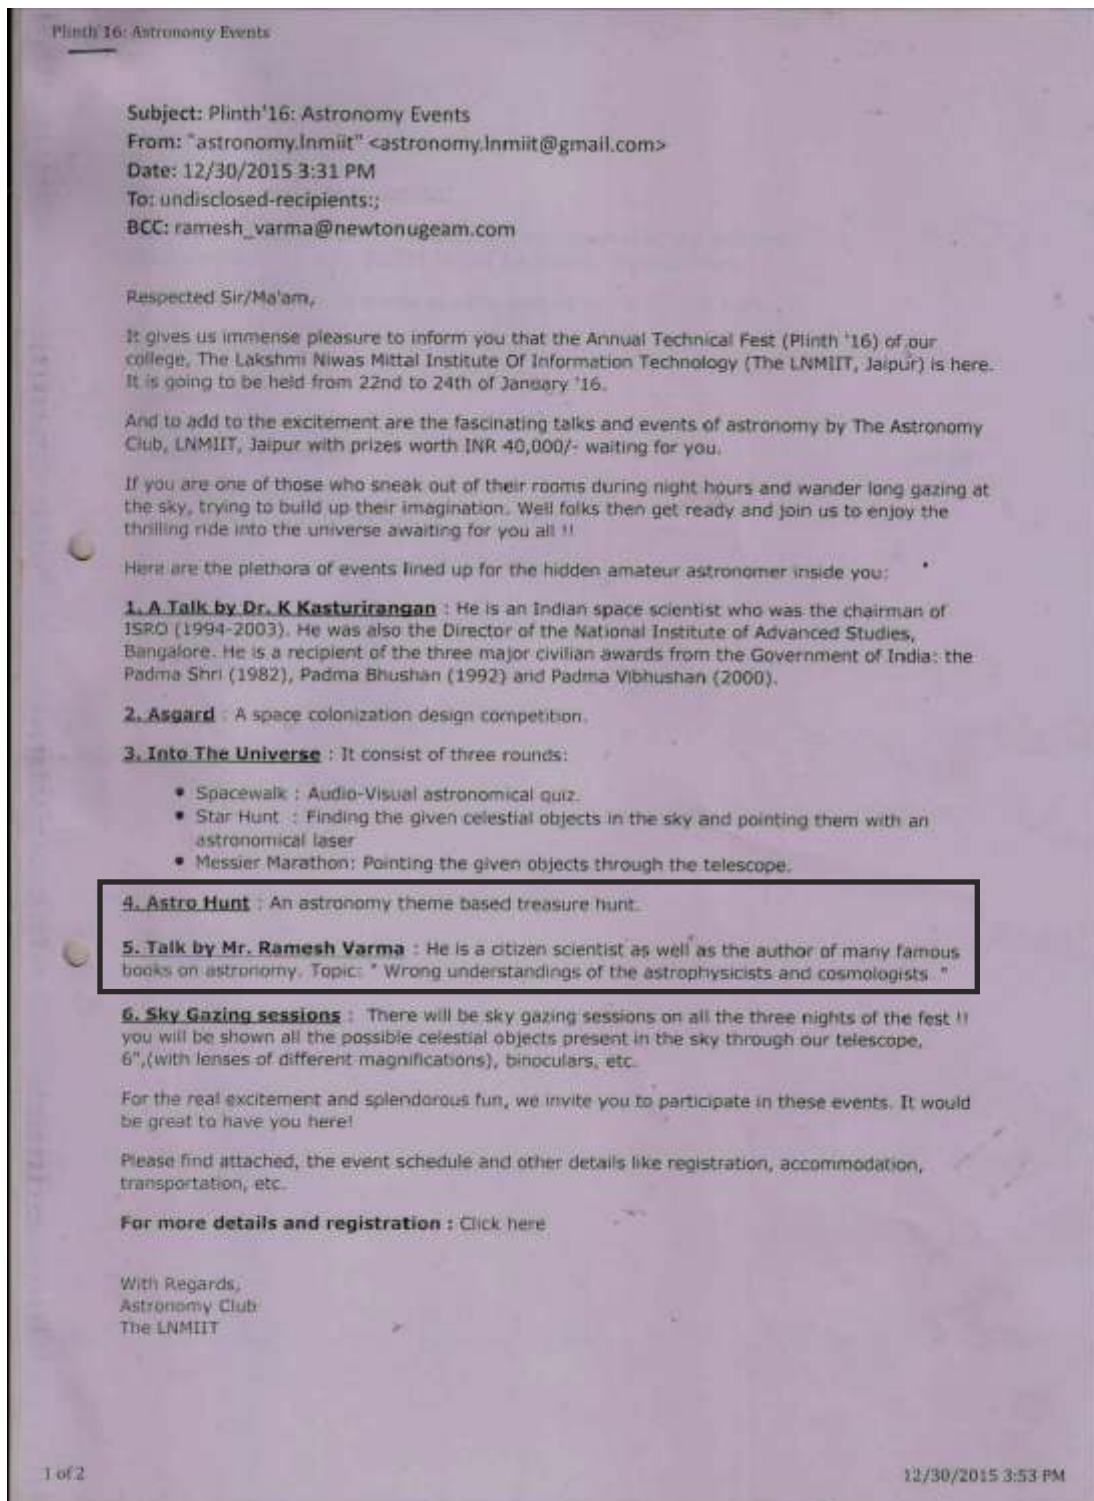 Plinth'16: Astronomy Events
Subject: Plinth'16: Astronomy Events
From: "astronomy.lnmiit" <astronomy.lnmiit@gmail.com>
Date: 12/30/2015 3:31 PM
To: undisclosed-recipients:;
BCC: ramesh_varma@newtonugeam.com
Respected Sir/Ma'am,
It gives us immense pleasure to inform you that the Annual Technical Fest (Plinth '16) of our
college, The Lakshmi Niwas Mittal Institute Of Information Technology (The LNMIIT, Jaipur) is here.
It is going to be held from 22nd to 24th of January '16.
And to add to the excitement are the fascinating talks and events of astronomy by The Astronomy
Club, LNMIIT, Jaipur with prizes worth INR 40,000/- waiting for you.
If you are one of those who sneak out of their rooms during night hours and wander long gazing at
the sky, trying to build up their imagination. Well folks then get ready and join us to enjoy the
thrilling ride into the universe awaiting for you all !!
Here are the plethora of events lined up for the hidden amateur astronomer inside you:
1. A Talk by Dr. K Kasturirangan : He is an Indian space scientist who was the chairman of
ISRO (1994-2003). He was also the Director of the National Institute of Advanced Studies,
Bangalore. He is a recipient of the three major civilian awards from the Government of India: the
Padma Shri (1982), Padma Bhushan (1992) and Padma Vibhushan (2000).
2. Asgard : A space colonization design competition.
3. Into The Universe : It consist of three rounds:
• Spacewalk : Audio-Visual astronomical quiz.
• Star Hunt : Finding the given celestial objects in the sky and pointing them with an
astronomical laser
• Messier Marathon: Pointing the given objects through the telescope.
4. Astro Hunt : An astronomy theme based treasure hunt.
5. Talk by Mr. Ramesh Varma : He is a citizen scientist as well as the author of many famous
books on astronomy. Topic: " Wrong understandings of the astrophysicists and cosmologists "
6. Sky Gazing sessions : There will be sky gazing sessions on all the three nights of the fest !!
you will be shown all the possible celestial objects present in the sky through our telescope,
6",(with lenses of different magnifications), binoculars, etc.
For the real excitement and splendorous fun, we invite you to participate in these events. It would
be great to have you here!
Please find attached, the event schedule and other details like registration, accommodation,
transportation, etc.
For more details and registration : Click here
With Regards,
Astronomy Club
The LNMIIT
1 of 2
12/30/2015 3:53 PM